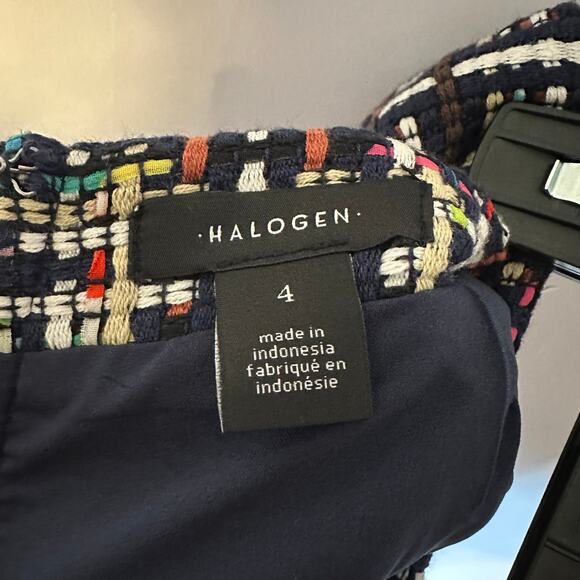 ·HALOGEN·
4
made in
indonesia
fabriqué en
indonésie